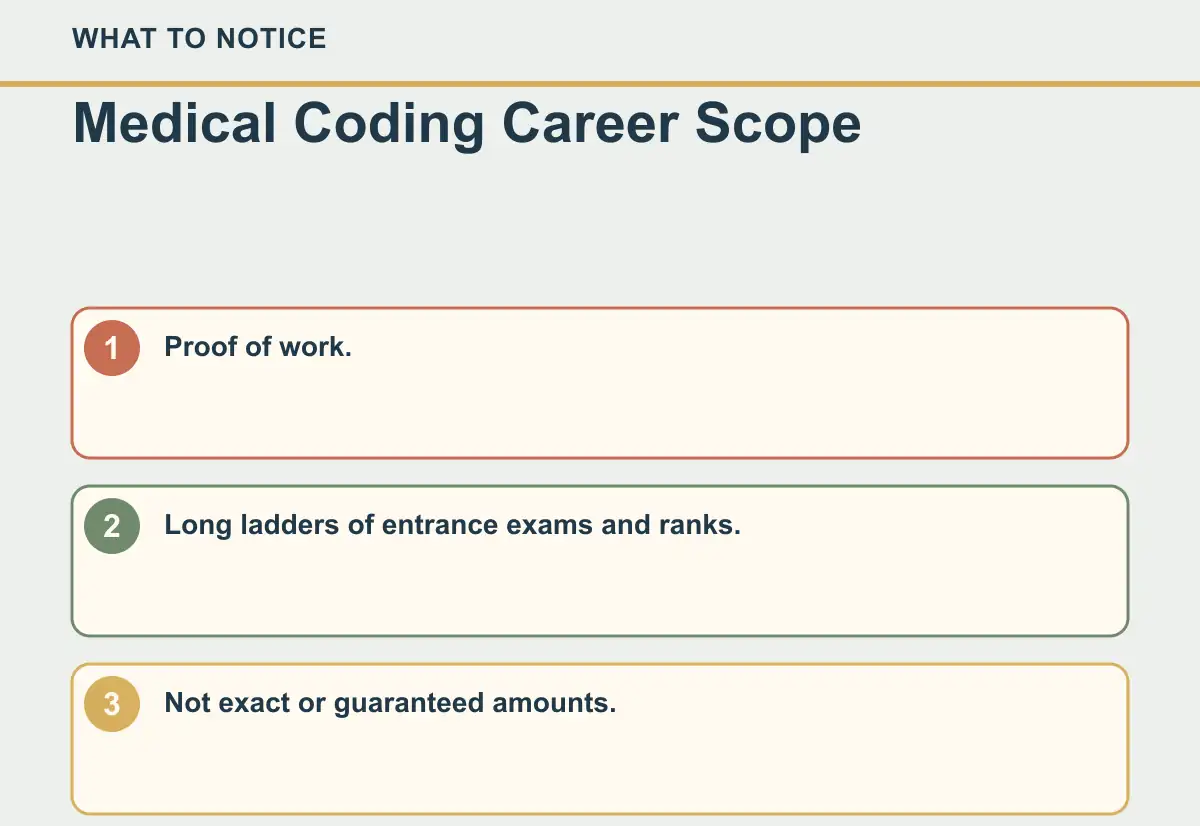 WHAT TO NOTICE
Medical Coding Career Scope
1 Proof of work.
2 Long ladders of entrance exams and ranks.
3 Not exact or guaranteed amounts.